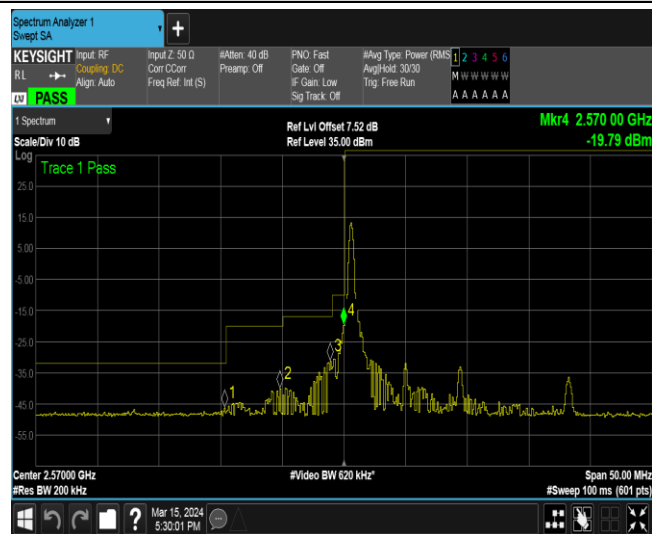 Spectrum Analyzer 1
Swept SA
+
KEYSIGHT
RL
LXI PASS
Input: RF
Coupling: DC
Align: Auto
Input Z: 50 Ω
Corr CCorr
Freq Ref: Int (S)
#Atten: 40 dB
Preamp: Off
PNO: Fast
Gate: Off
IF Gain: Low
Sig Track: Off
#Avg Type: Power (RMS
Avg|Hold: 30/30
Trig: Free Run
1 2 3 4 5 6
M W W W W W
A A A A A A
1 Spectrum
Scale/Div 10 dB
Ref Lvl Offset 7.52 dB
Ref Level 35.00 dBm
Mkr4 2.570 00 GHz
-19.79 dBm
Log
Trace 1 Pass
25.0
15.0
5.00
-5.00
-15.0
-25.0
-35.0
-45.0
-55.0
4
3
2
1
Center 2.57000 GHz
#Res BW 200 kHz
#Video BW 620 kHz*
Span 50.00 MHz
#Sweep 100 ms (601 pts)
?
Mar 15, 2024
5:30:01 PM